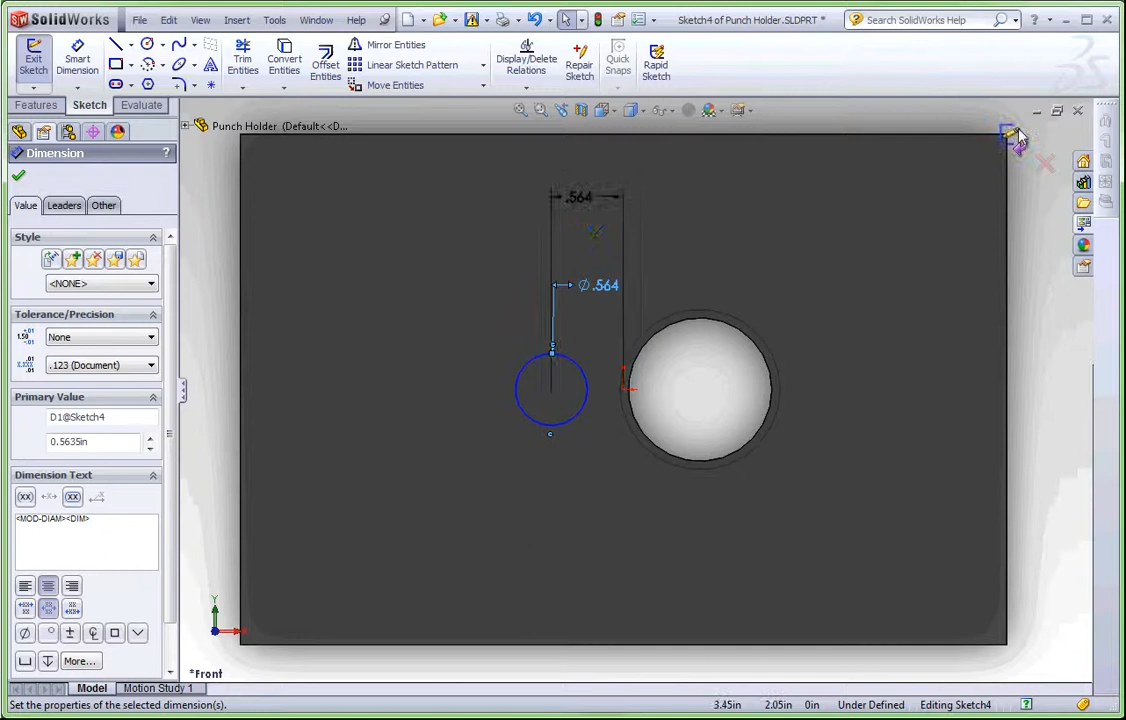 SolidWorks File Edit View Insert Tools Window Help Sketch4 of Punch Holder.SLDPRT * Search SolidWorks Help
Exit Sketch
Smart Dimension
Trim Entities
Convert Entities
Offset Entities
Mirror Entities
Linear Sketch Pattern
Move Entities
Display/Delete Relations
Repair Sketch
Quick Snaps
Rapid Sketch
Features Sketch Evaluate
Punch Holder (Default<<D...
Dimension ?
Value Leaders Other
Style
<NONE>
Tolerance/Precision
None
.123 (Document)
Primary Value
D1@Sketch4
0.5635in
Dimension Text
<MOD-DIAM><DIM>
More...
.564
Ø.564
Y
X
*Front
Model Motion Study 1
Set the properties of the selected dimension(s). 3.45in 2.05in 0in Under Defined Editing Sketch4